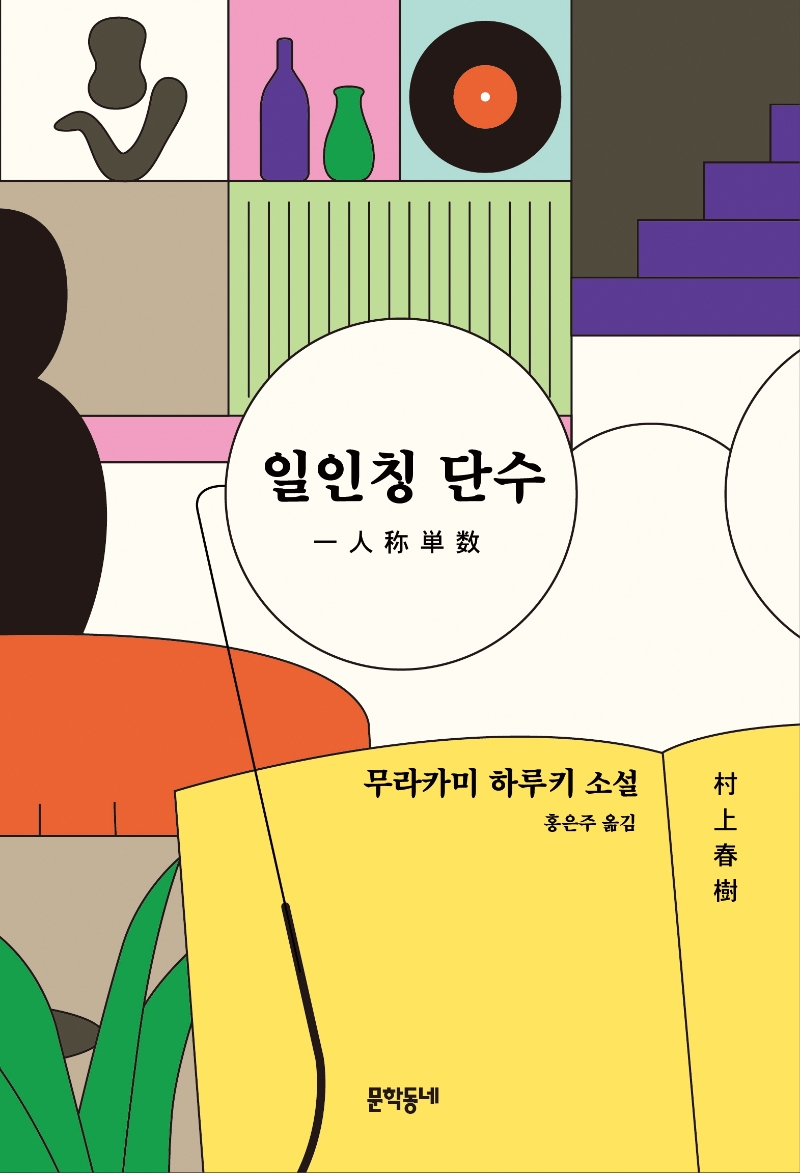 일인칭 단수
一人称単数
무라카미 하루키 소설
홍은주 옮김
村上春樹
문학동네